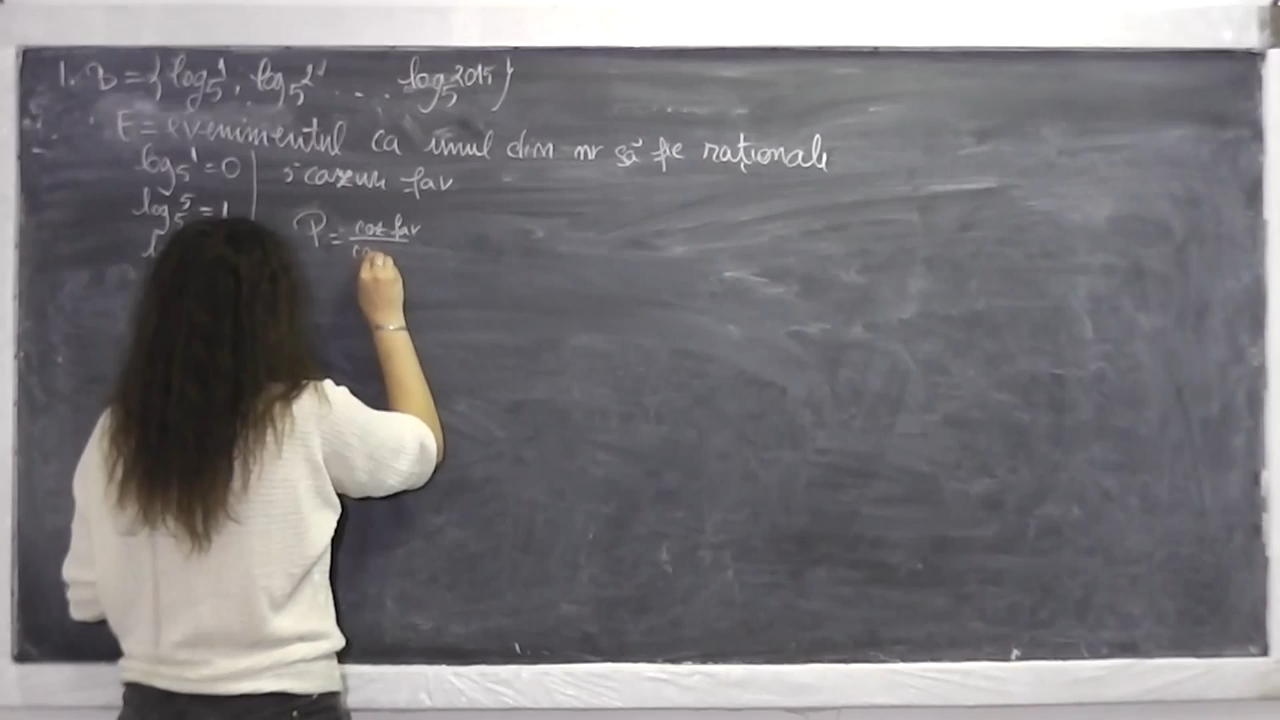 1. B = {log₅1, log₅2, ... log₅2015}
E = evenimentul ca unul din nr să fie raționale
log₅1 = 0
5 cazuri fav
log₅5 = 1
P = caz fav